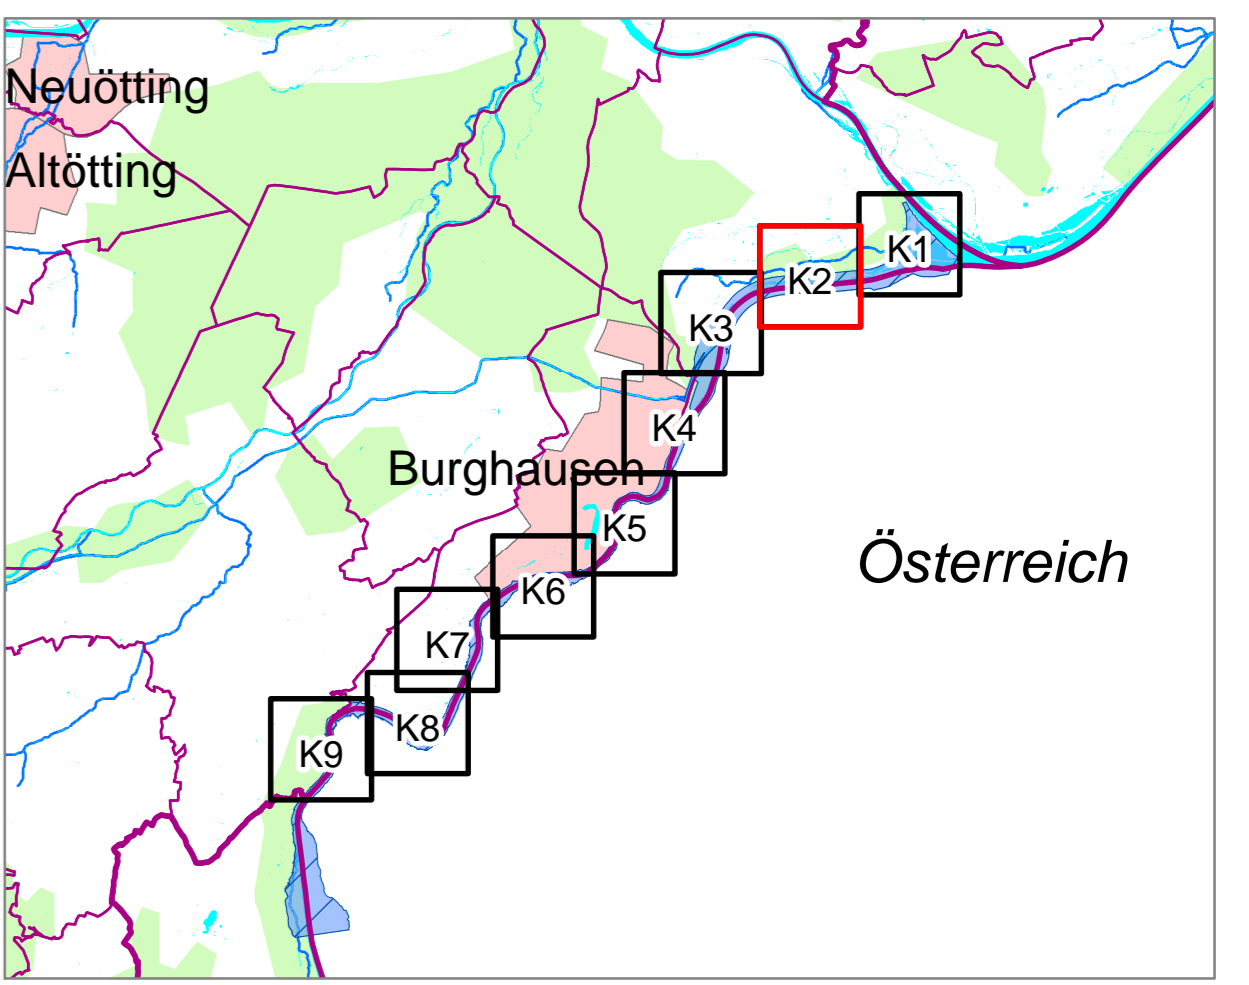 Neuötting
Altötting
K1
K2
K3
K4
Burghausen
K5
Österreich
K6
K7
K8
K9